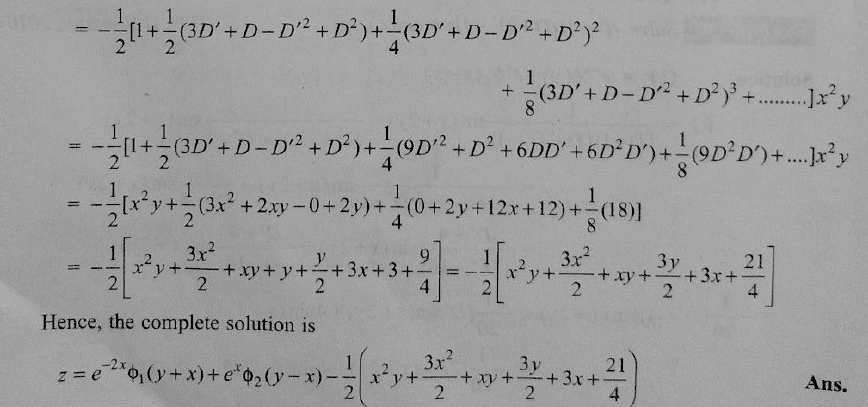 = -\frac{1}{2}[1+\frac{1}{2}(3D'+D-D'^2+D^2)+\frac{1}{4}(3D'+D-D'^2+D^2)^2
+\frac{1}{8}(3D'+D-D'^2+D^2)^3+.........]x^2y
= -\frac{1}{2}[1+\frac{1}{2}(3D'+D-D'^2+D^2)+\frac{1}{4}(9D'^2+D^2+6DD'+6D^2D')+\frac{1}{8}(9D^2D')+....]x^2y
= -\frac{1}{2}[x^2y+\frac{1}{2}(3x^2+2xy-0+2y)+\frac{1}{4}(0+2y+12x+12)+\frac{1}{8}(18)]
= -\frac{1}{2}\left[x^2y+\frac{3x^2}{2}+xy+y+\frac{y}{2}+3x+3+\frac{9}{4}\right]=-\frac{1}{2}\left[x^2y+\frac{3x^2}{2}+xy+\frac{3y}{2}+3x+\frac{21}{4}\right]
Hence, the complete solution is
z = e^{-2x}\phi_1(y+x)+e^x\phi_2(y-x)-\frac{1}{2}\left(x^2y+\frac{3x^2}{2}+xy+\frac{3y}{2}+3x+\frac{21}{4}\right) Ans.